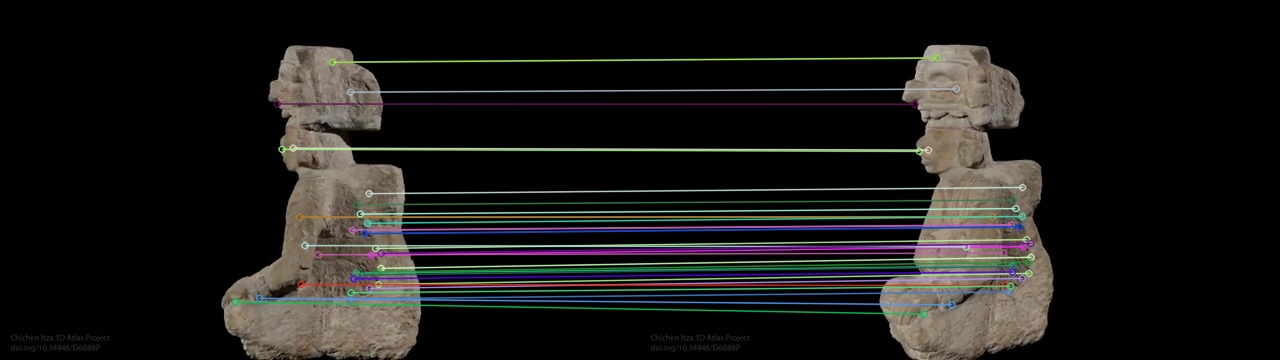 Chichen Itza 3D Atlas Project
doi.org/10.34946/D6B88P
Chichen Itza 3D Atlas Project
doi.org/10.34946/D6B88P